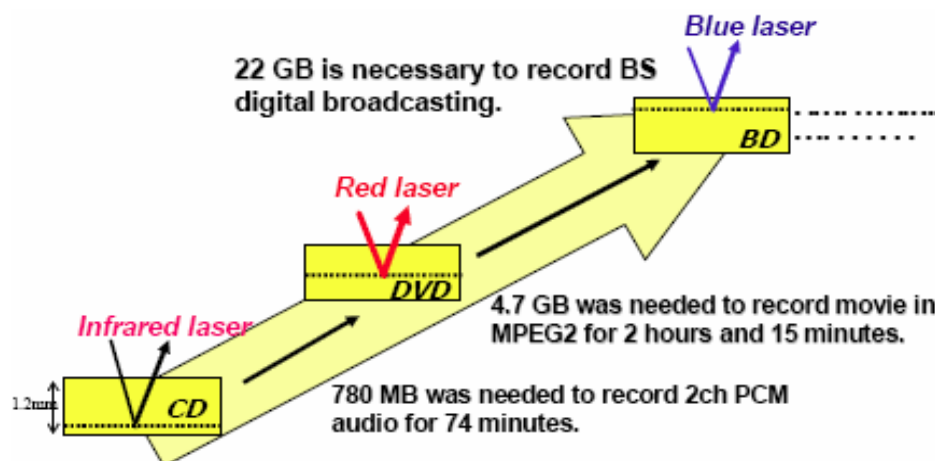 Blue laser
22 GB is necessary to record BS
digital broadcasting.
BD
Red laser
DVD
4.7 GB was needed to record movie in
MPEG2 for 2 hours and 15 minutes.
Infrared laser
1.2mm
CD
780 MB was needed to record 2ch PCM
audio for 74 minutes.